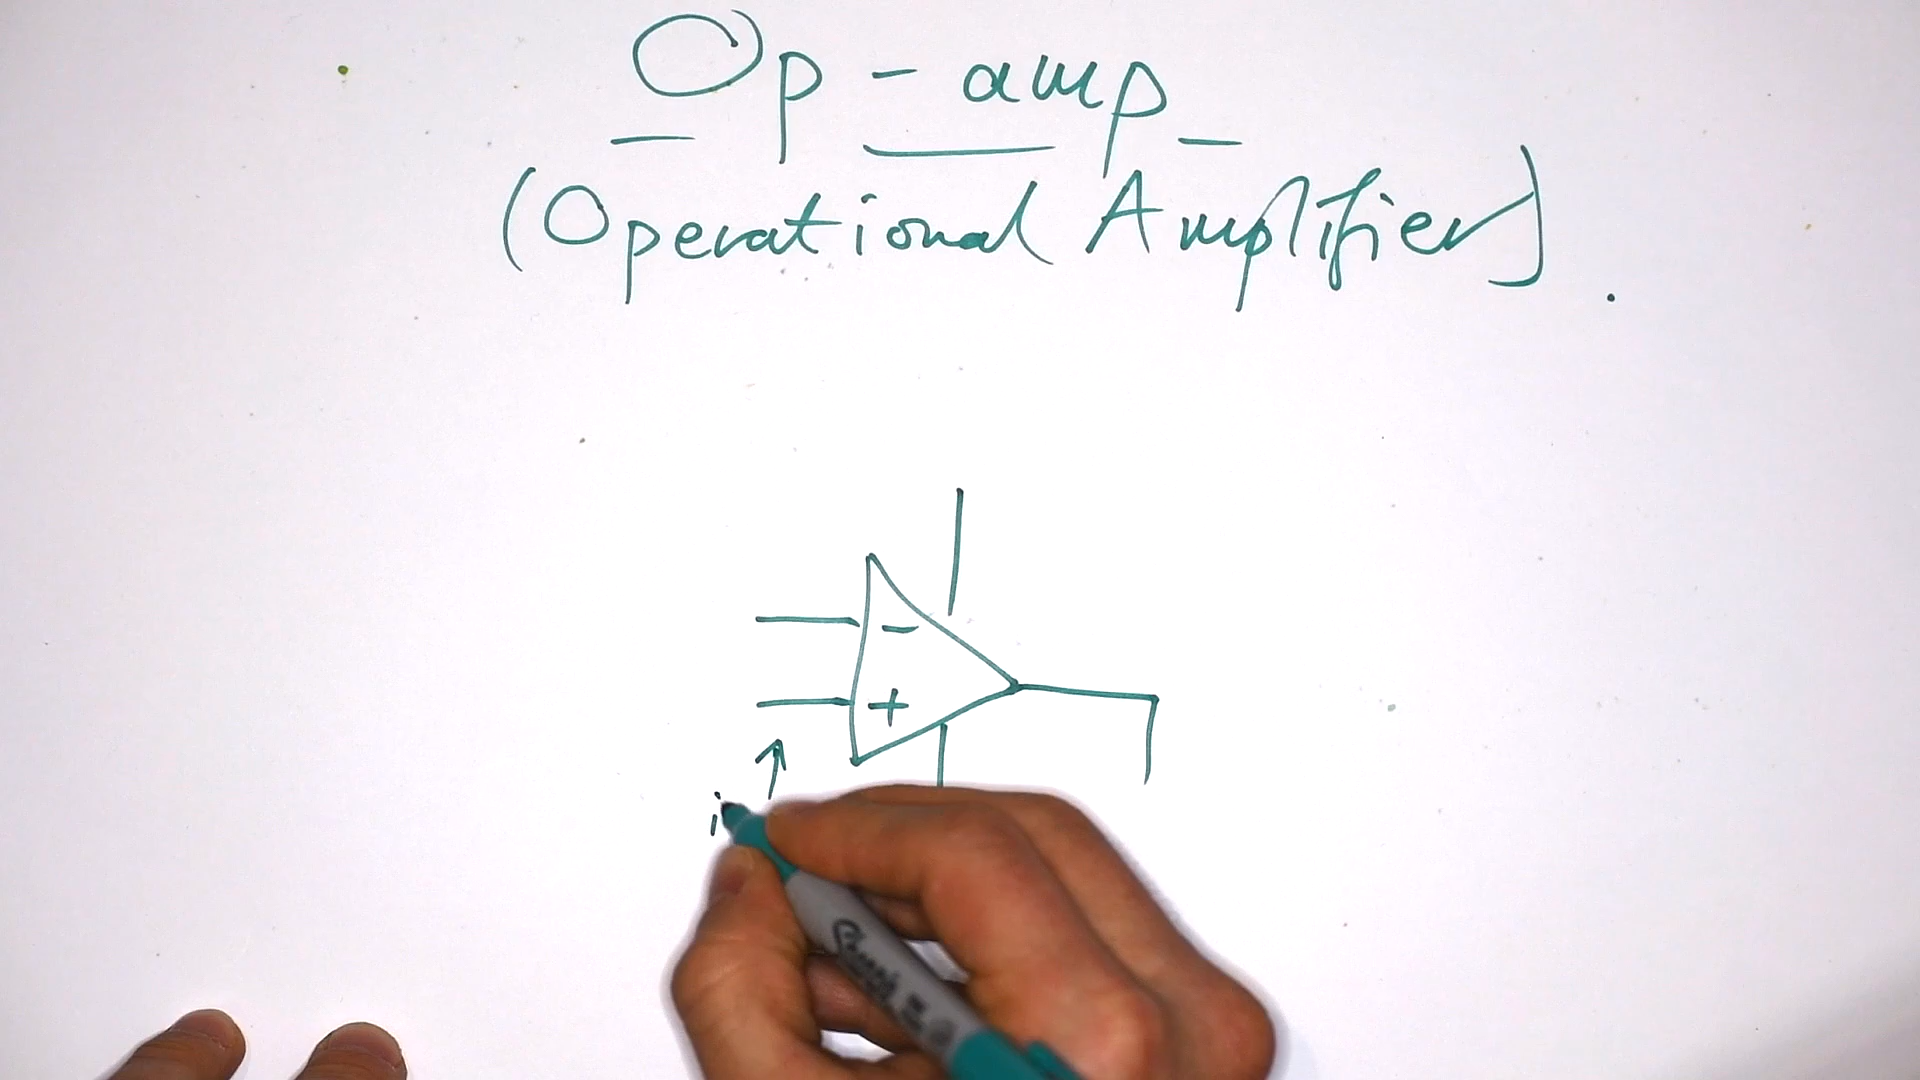 Op-amp
(Operational Amplifier)
-
+
i